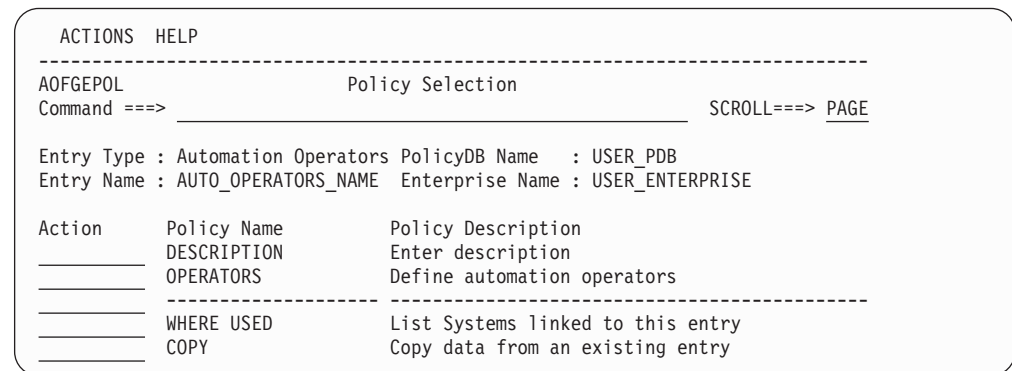 ACTIONS HELP
--------------------------------------------------------------------------------
AOFGEPOL Policy Selection
Command ===> SCROLL===> PAGE
Entry Type : Automation Operators PolicyDB Name : USER_PDB
Entry Name : AUTO_OPERATORS_NAME Enterprise Name : USER_ENTERPRISE
Action Policy Name Policy Description
DESCRIPTION Enter description
OPERATORS Define automation operators
-------------------- ---------------------------------------------
WHERE USED List Systems linked to this entry
COPY Copy data from an existing entry